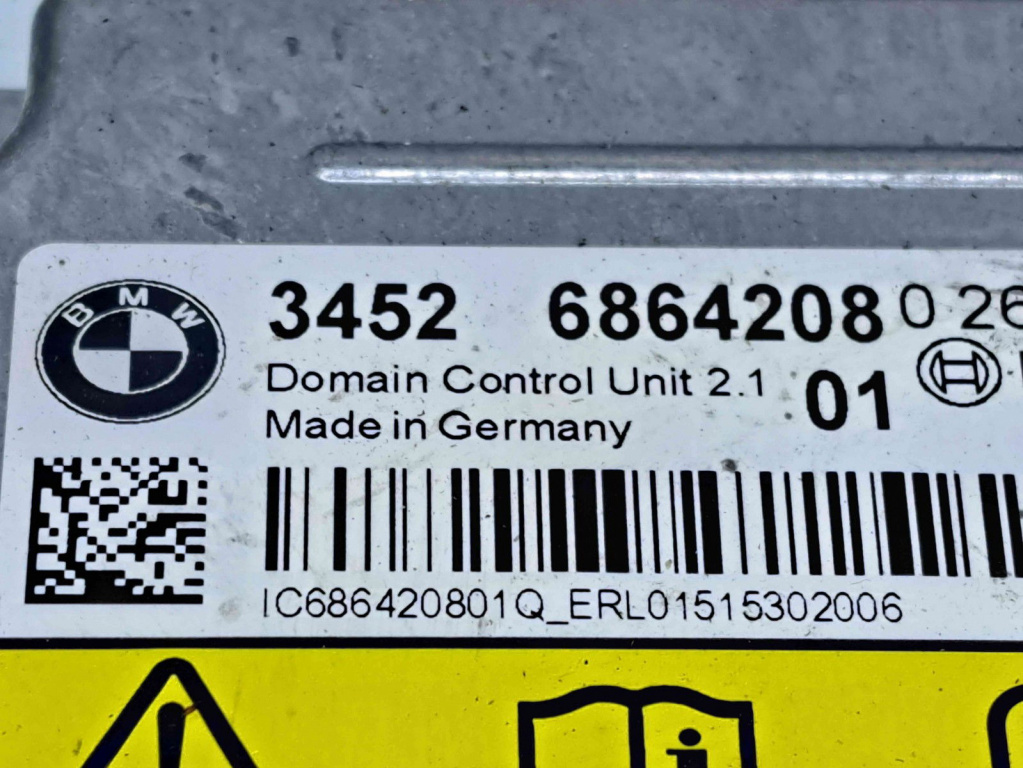 BMW
3452 6864208 0 26
Domain Control Unit 2.1 01
Made in Germany
IC686420801Q_ERL01515302006